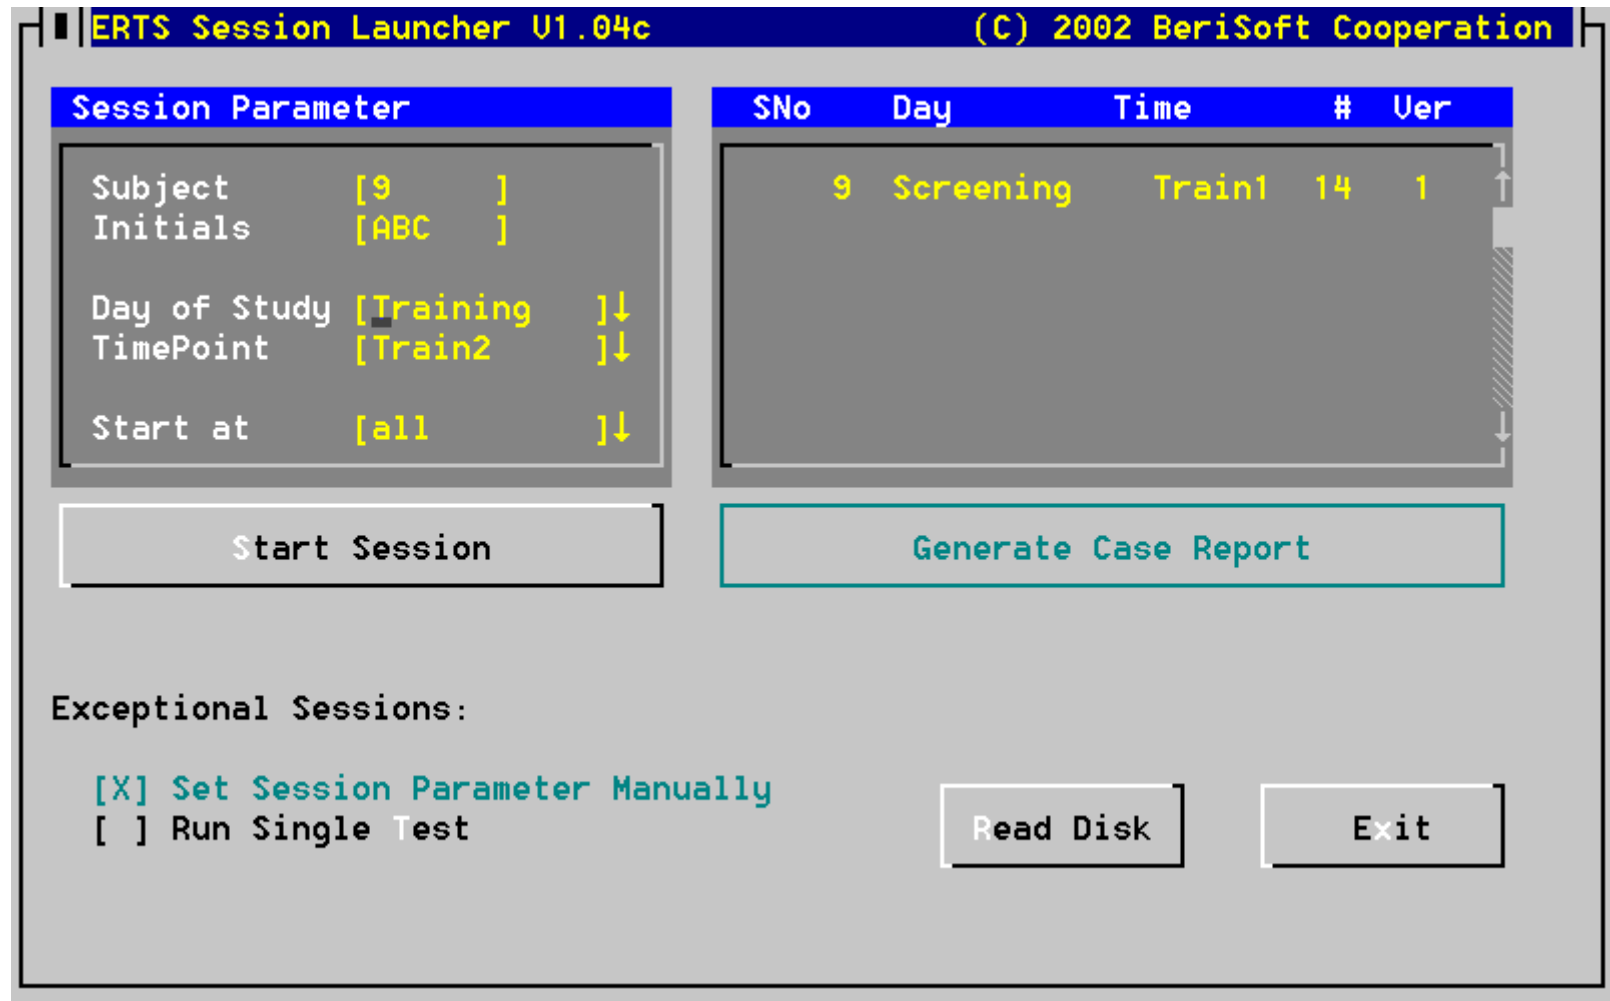 ERTS Session Launcher V1.04c (C) 2002 BeriSoft Cooperation
Session Parameter
Subject [9 ]
Initials [ABC ]
Day of Study [Training ]↓
TimePoint [Train2 ]↓
Start at [all ]↓
SNo Day Time # Ver
9 Screening Train1 14 1
Start Session
Generate Case Report
Exceptional Sessions:
[X] Set Session Parameter Manually
[ ] Run Single Test
Read Disk
Exit